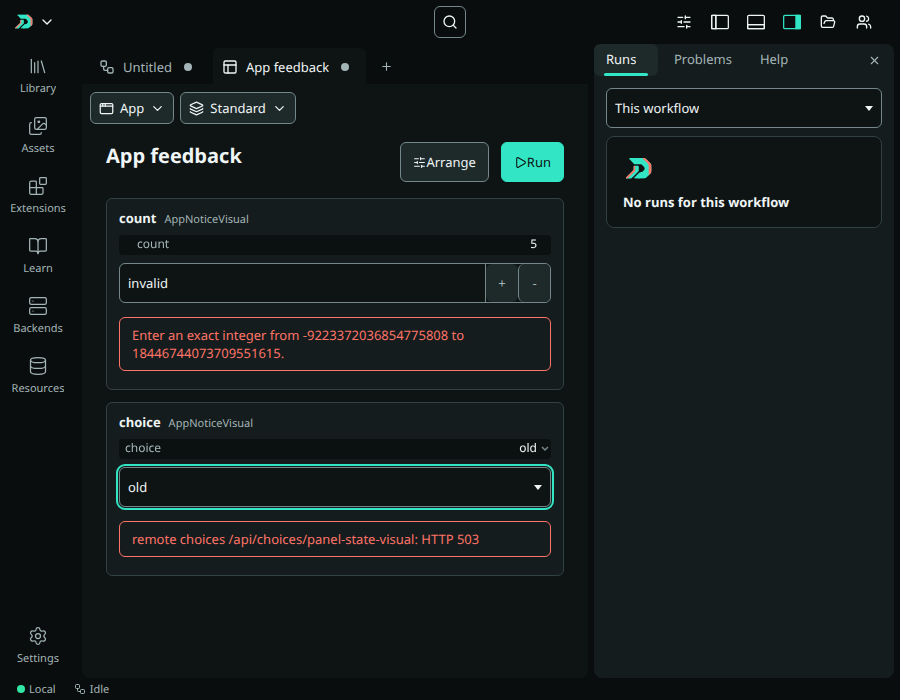 Library
Assets
Extensions
Learn
Backends
Resources
Settings
Untitled
App feedback
+
App
Standard
App feedback
Arrange
Run
count AppNoticeVisual
count 5
invalid + -
Enter an exact integer from -9223372036854775808 to
18446744073709551615.
choice AppNoticeVisual
choice old
old
remote choices /api/choices/panel-state-visual: HTTP 503
Runs Problems Help ×
This workflow
No runs for this workflow
Local Idle